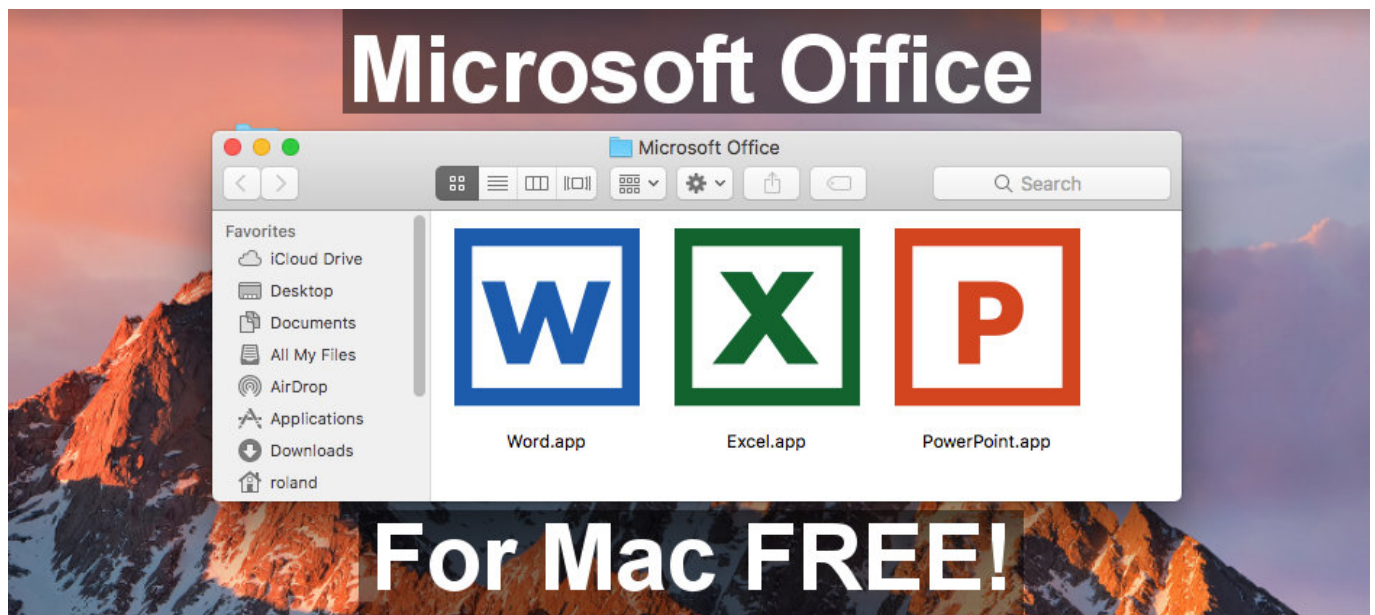 Microsoft Office
Microsoft Office
Search
Favorites
iCloud Drive
Desktop
Documents
All My Files
AirDrop
Applications
Downloads
roland
W
X
P
Word.app
Excel.app
PowerPoint.app
For Mac FREE!